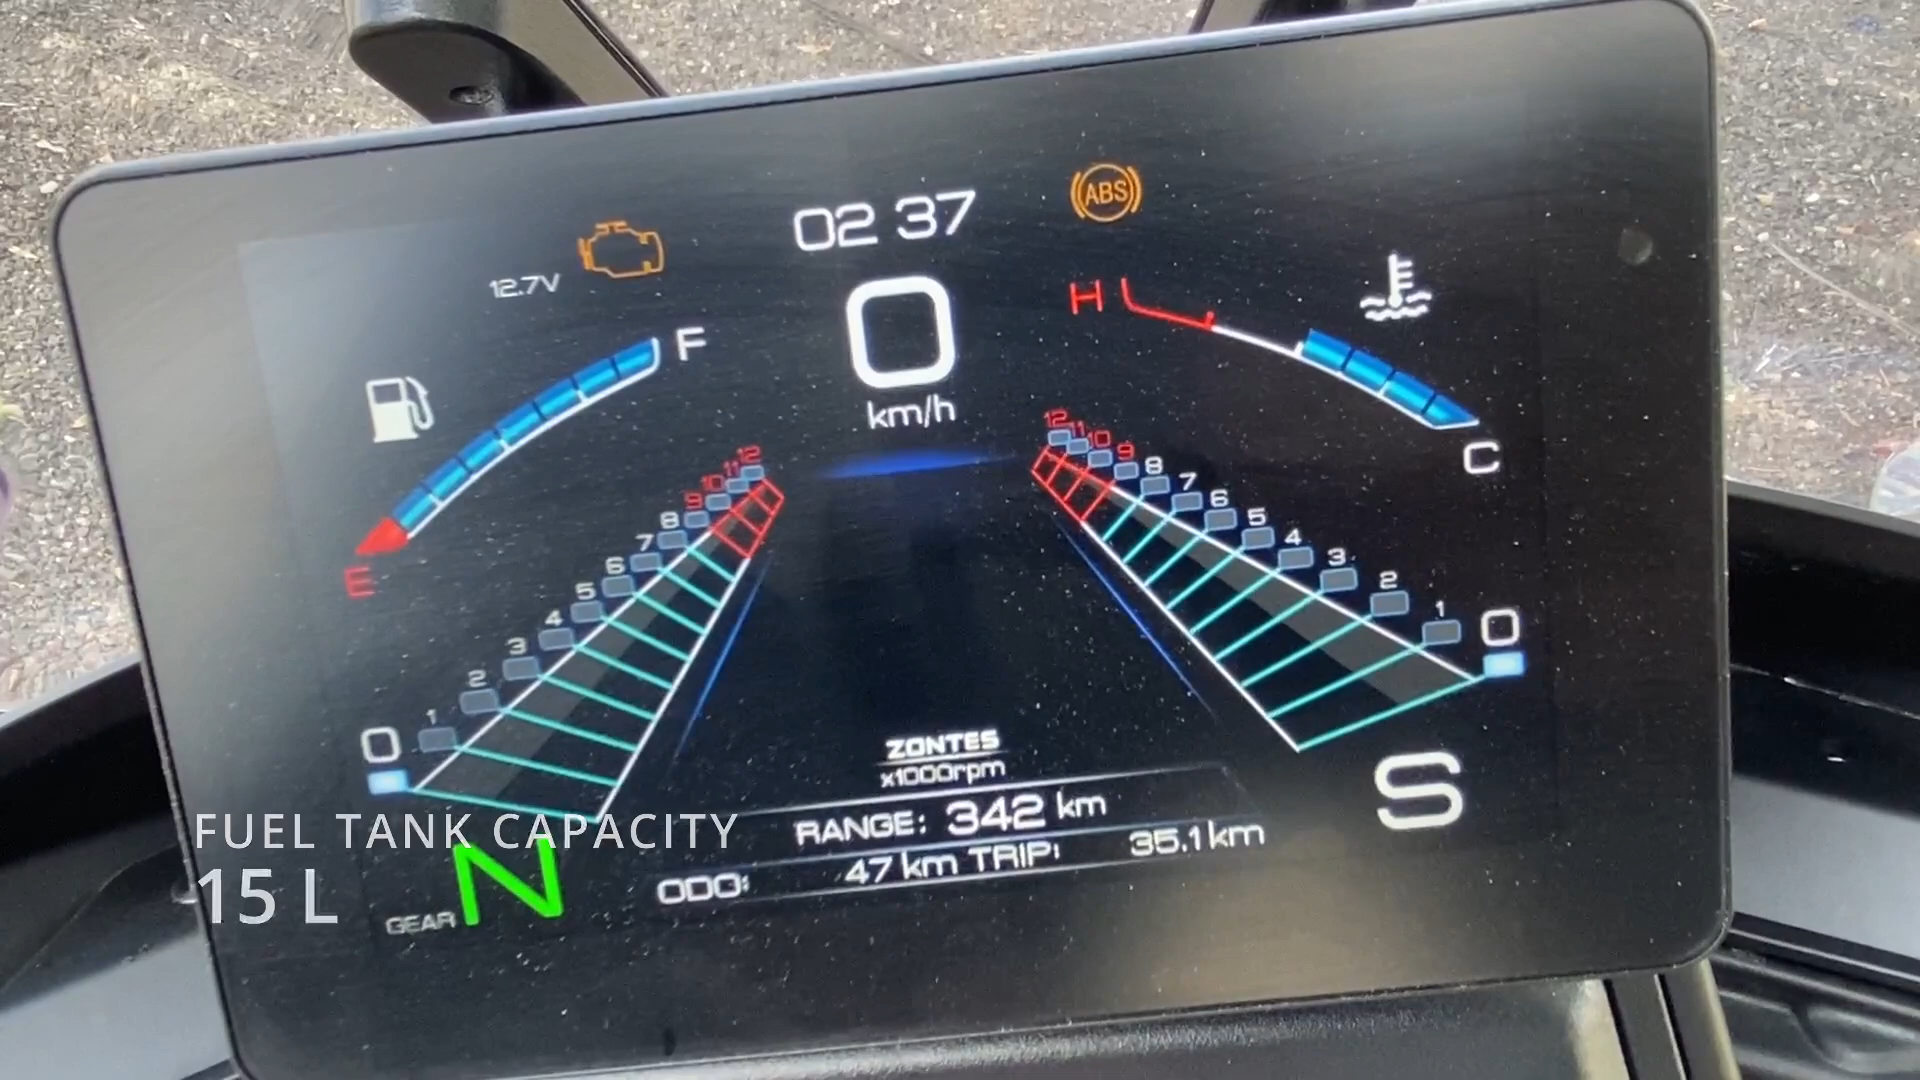 02 37
ABS
12.7V
H
F
0
km/h
C
E
12
11
10
9
8
7
6
5
4
3
2
1
0
12
11
10
9
8
7
6
5
4
3
2
1
0
ZONTES
x1000rpm
S
RANGE: 342 km
ODO: 47 km TRIP: 35.1 km
GEAR N
FUEL TANK CAPACITY
15 L